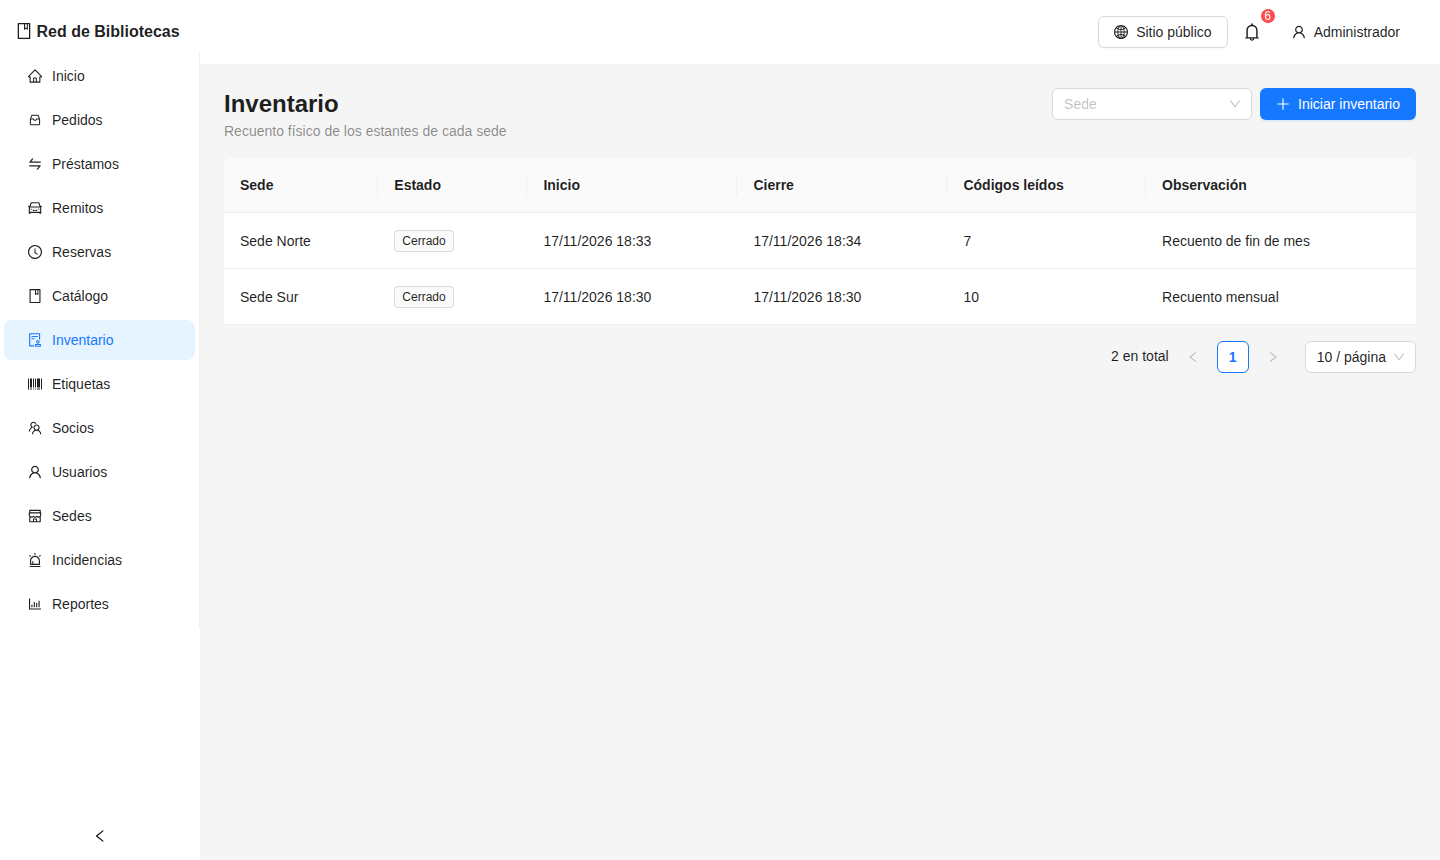 Red de Bibliotecas
Sitio público
6
Administrador
Inicio
Pedidos
Préstamos
Remitos
Reservas
Catálogo
Inventario
Etiquetas
Socios
Usuarios
Sedes
Incidencias
Reportes
Inventario
Recuento físico de los estantes de cada sede
Sede
Iniciar inventario
Sede Estado Inicio Cierre Códigos leídos Observación
Sede Norte Cerrado 17/11/2026 18:33 17/11/2026 18:34 7 Recuento de fin de mes
Sede Sur Cerrado 17/11/2026 18:30 17/11/2026 18:30 10 Recuento mensual
2 en total 1 10 / página